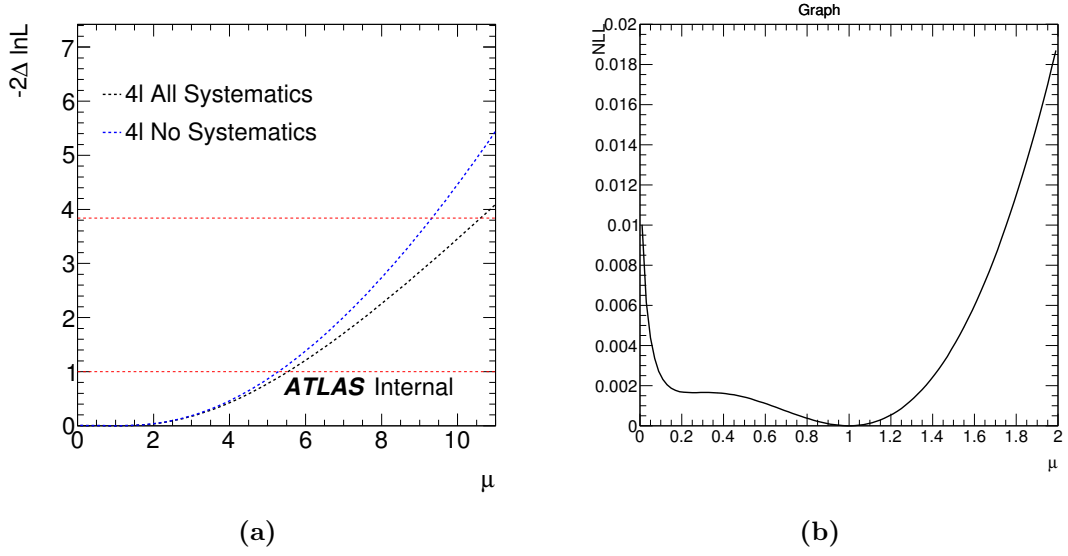 -2Δ lnL
7
6
5
4
3
2
1
0
4l All Systematics
4l No Systematics
ATLAS Internal
0 2 4 6 8 10
μ
(a)
Graph
NLL
0.02
0.018
0.016
0.014
0.012
0.01
0.008
0.006
0.004
0.002
0
0 0.2 0.4 0.6 0.8 1 1.2 1.4 1.6 1.8 2
μ
(b)